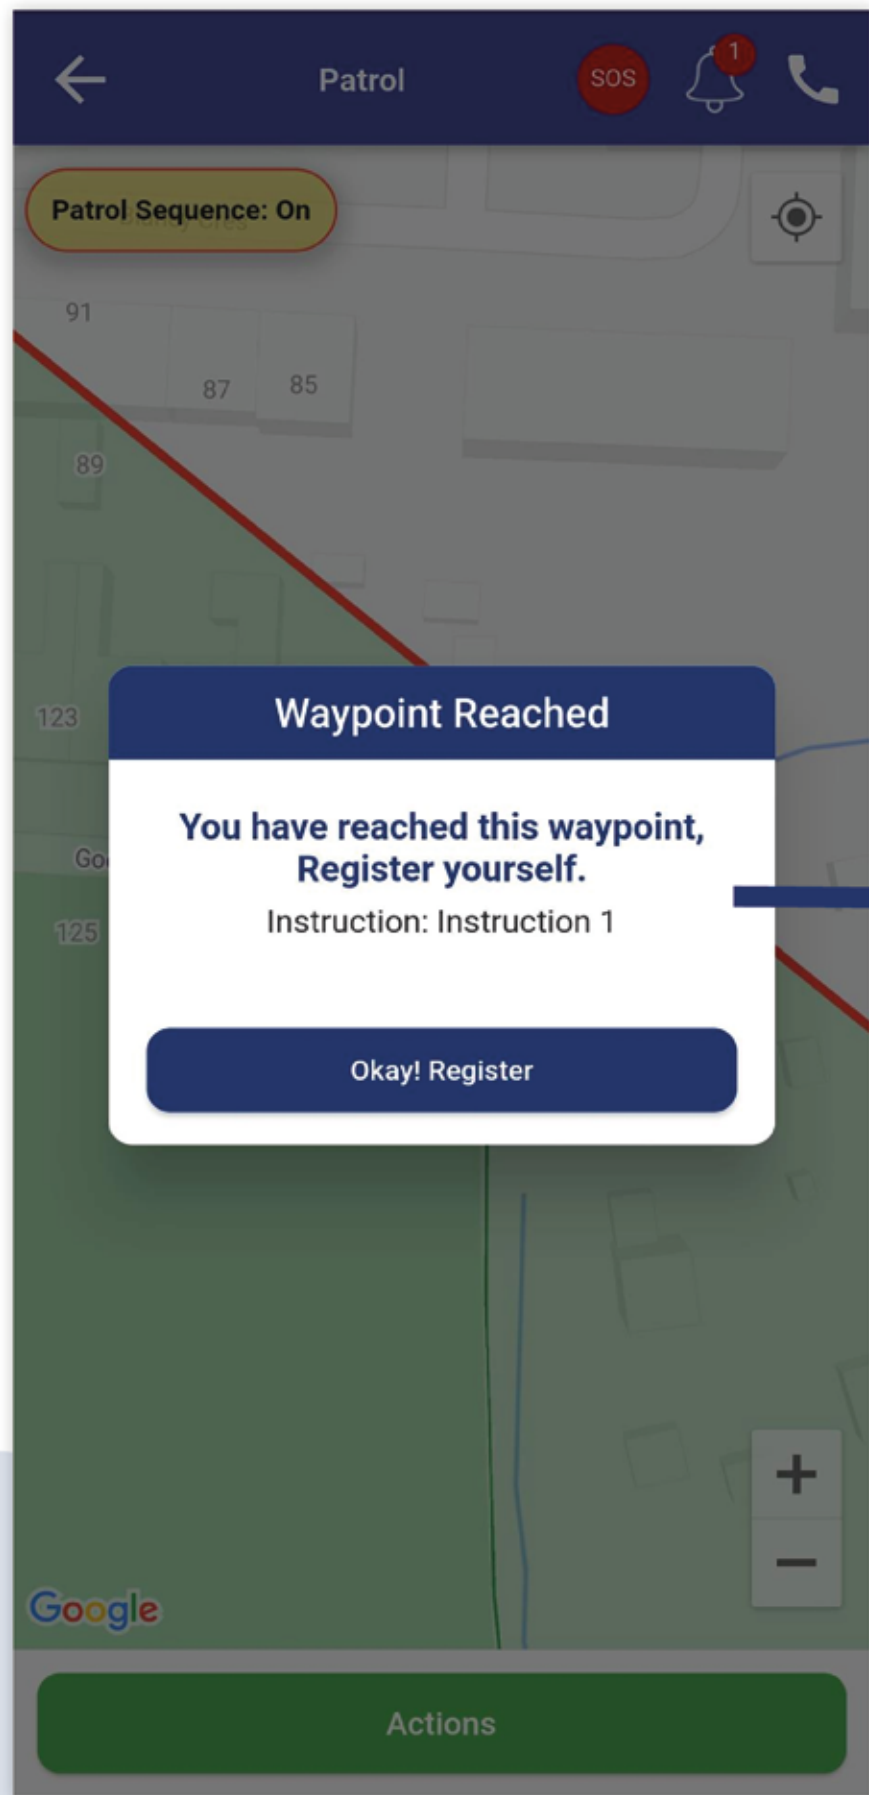 Patrol
SOS
1
Patrol Sequence: On
91
87
85
89
123
Waypoint Reached
You have reached this waypoint,
Register yourself.
Go
Instruction: Instruction 1
125
Okay! Register
+
−
Google
Actions